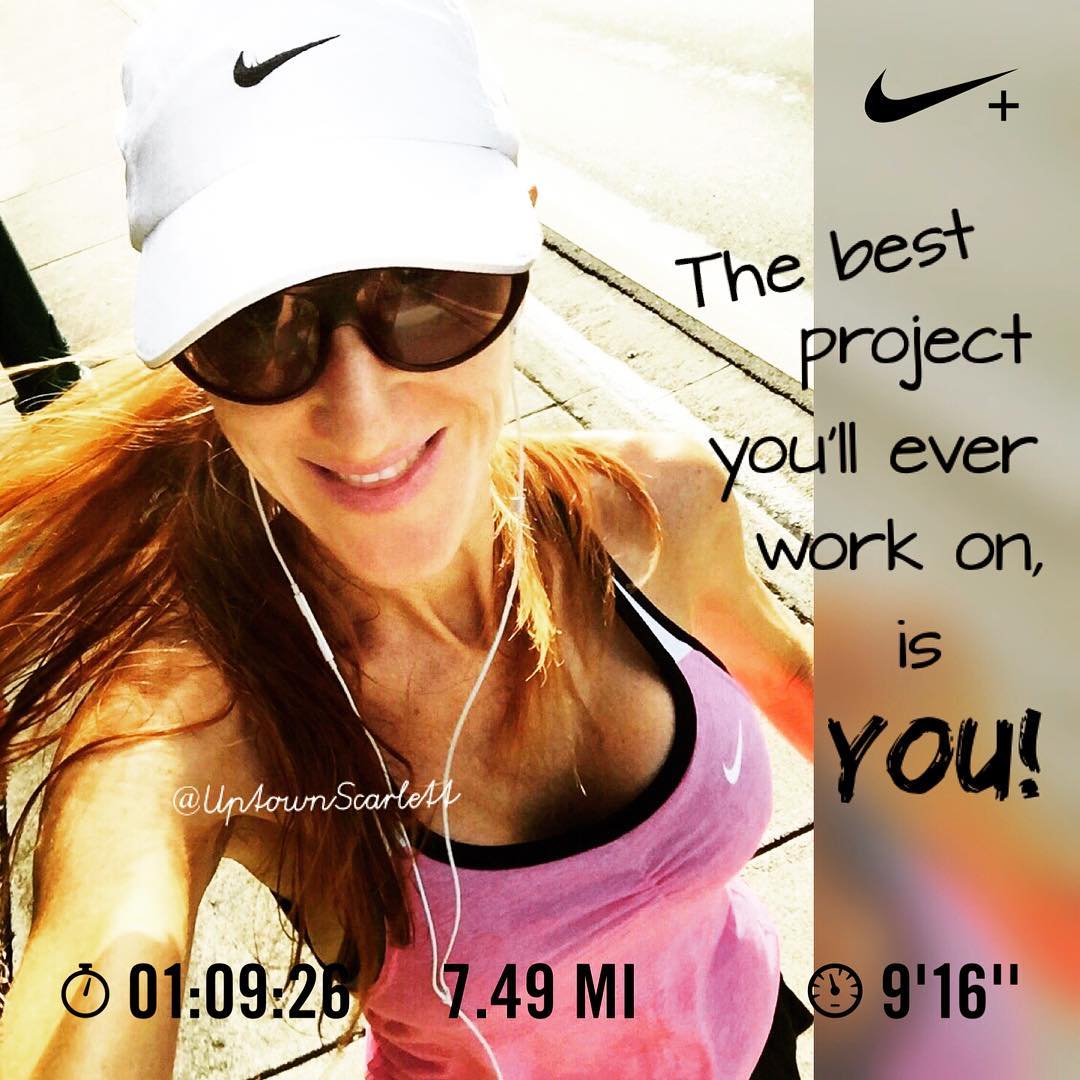 +
The best
project
you'll ever
work on,
is
YOU!
@UptownScarlett
01:09:26 7.49 MI 9'16"